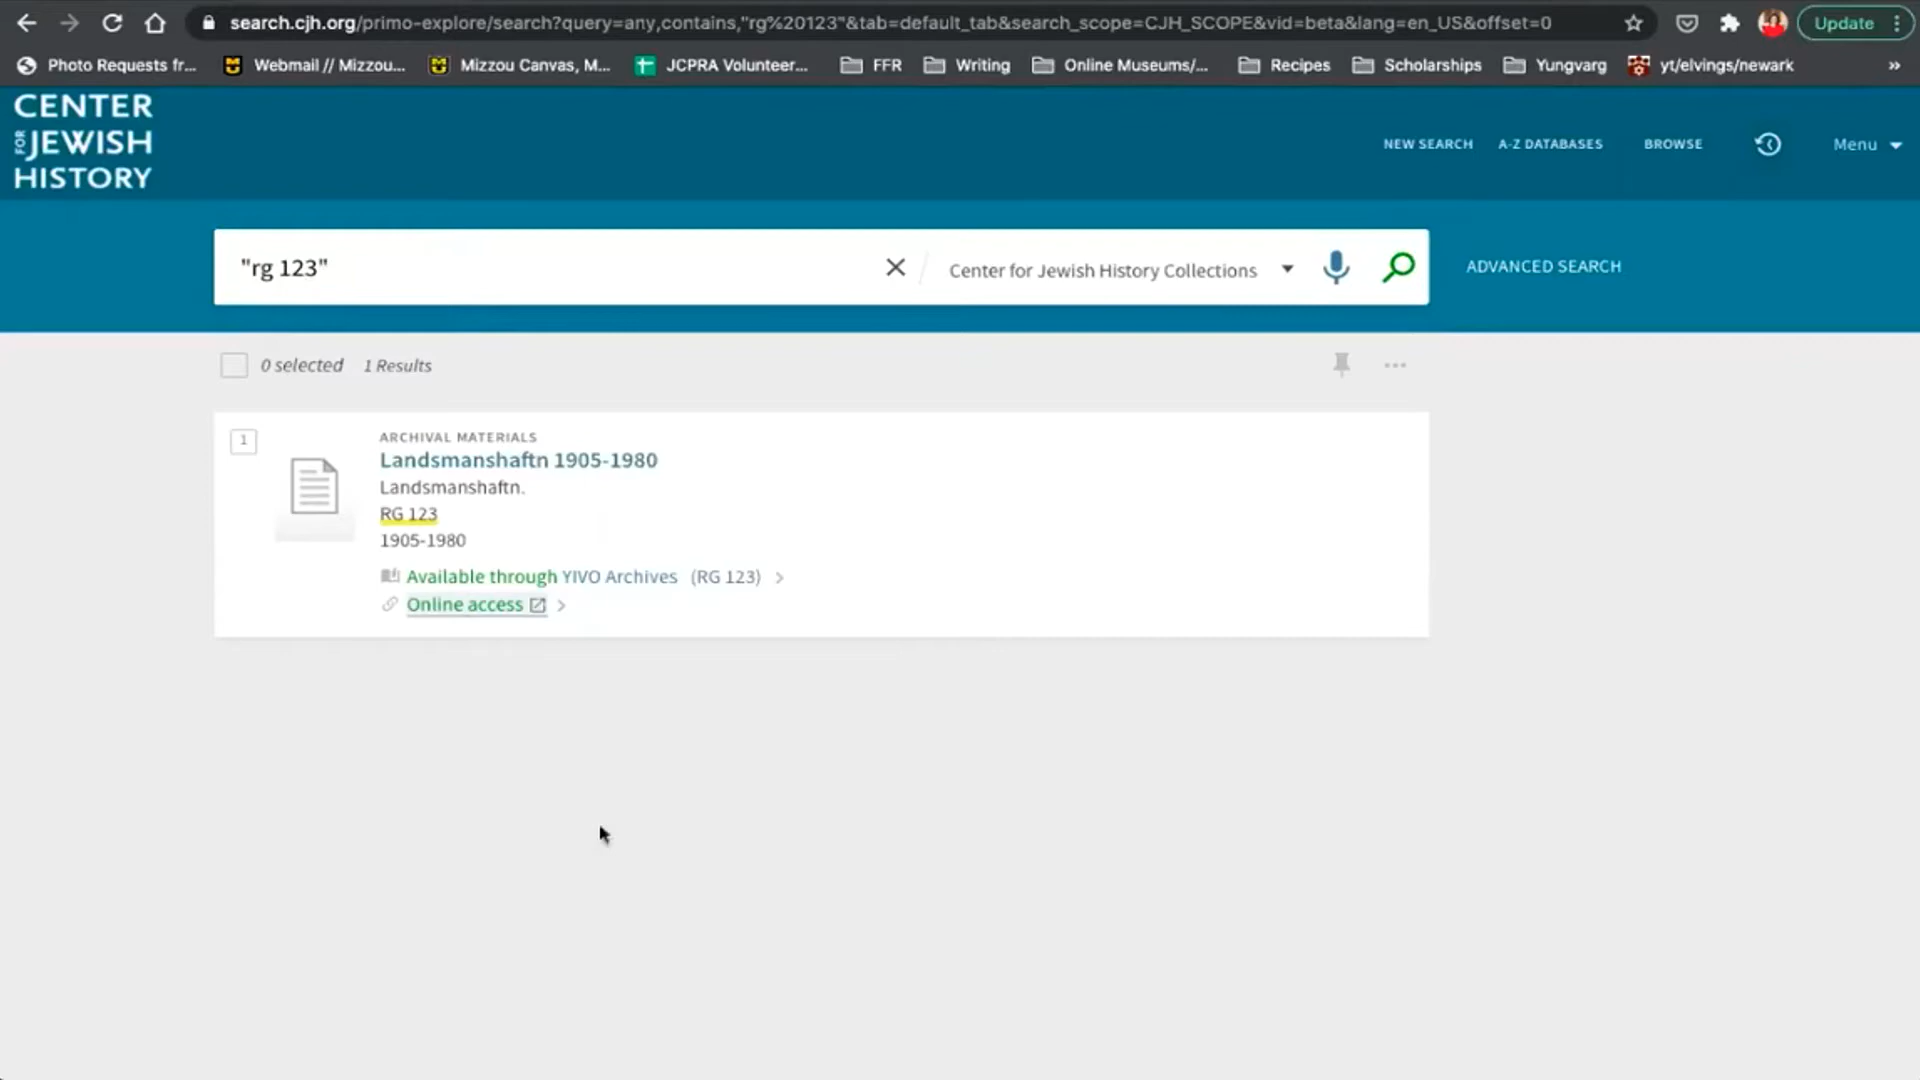 search.cjh.org/primo-explore/search?query=any,contains,"rg%20123"&tab=default_tab&search_scope=CJH_SCOPE&vid=beta&lang=en_US&offset=0
Update
Photo Requests fr...
Webmail // Mizzou...
Mizzou Canvas, M...
JCPRA Volunteer...
FFR
Writing
Online Museums/...
Recipes
Scholarships
Yungvarg
yt/elvings/newark
»
CENTER
FOR JEWISH
HISTORY
NEW SEARCH
A-Z DATABASES
BROWSE
Menu
"rg 123"
Center for Jewish History Collections
ADVANCED SEARCH
0 selected
1 Results
1
ARCHIVAL MATERIALS
Landsmanshaftn 1905-1980
Landsmanshaftn.
RG 123
1905-1980
Available through YIVO Archives (RG 123)
Online access